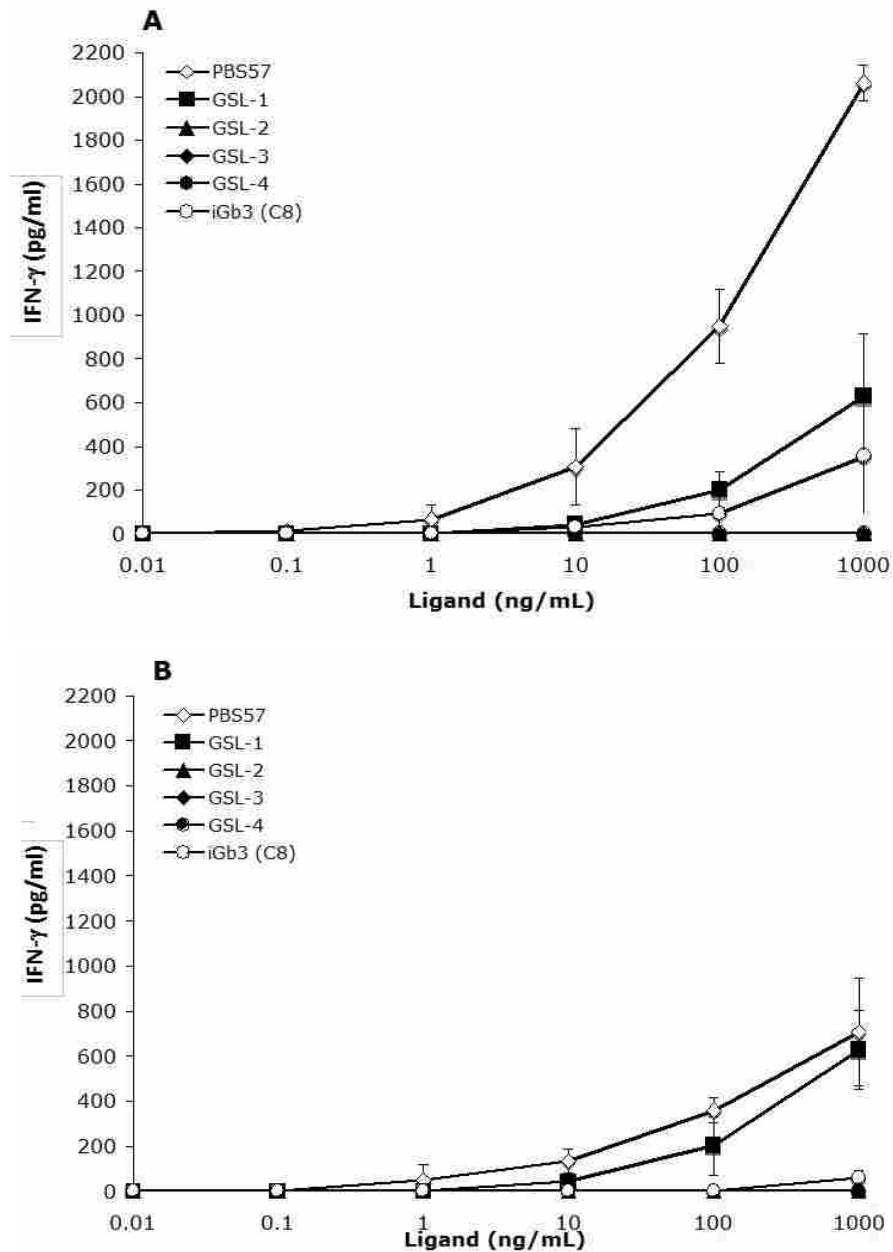 A
2200
2000
1800
1600
1400
1200
1000
800
600
400
200
0
PBS57
GSL-1
GSL-2
GSL-3
GSL-4
iGb3 (C8)
IFN-γ (pg/ml)
0.01 0.1 1 10 100 1000
Ligand (ng/mL)
B
2200
2000
1800
1600
1400
1200
1000
800
600
400
200
0
PBS57
GSL-1
GSL-2
GSL-3
GSL-4
iGb3 (C8)
IFN-γ (pg/ml)
0.01 0.1 1 10 100 1000
Ligand (ng/mL)